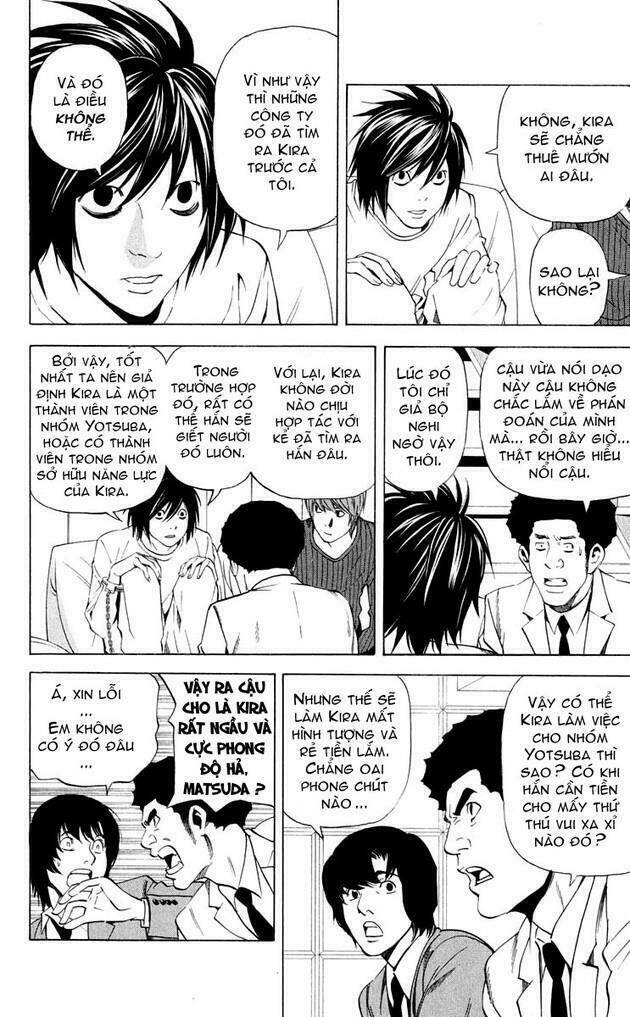 KHÔNG, KIRA
SẼ CHẲNG
THUÊ MƯỚN
AI ĐÂU.
SAO LẠI
KHÔNG?
VÌ NHƯ VẬY
THÌ NHỮNG
CÔNG TY
ĐÓ ĐÃ TÌM
RA KIRA
TRƯỚC CẢ
TÔI.
VÀ ĐÓ
LÀ ĐIỀU
KHÔNG
THỂ.
CẬU VỪA NÓI DẠO
NÀY CẬU KHÔNG
CHẮC LẮM VỀ PHÁN
ĐOÁN CỦA MÌNH
MÀ... RỒI BÂY GIỜ...
THẬT KHÔNG HIỂU
NỔI CẬU.
LÚC ĐÓ
TÔI CHỈ
GIẢ BỘ
NGHI
NGỜ VẬY
THÔI.
VỚI LẠI, KIRA
KHÔNG ĐỜI
NÀO CHỊU
HỢP TÁC VỚI
KẺ ĐÃ TÌM RA
HẮN ĐÂU.
TRONG
TRƯỜNG HỢP
ĐÓ, RẤT CÓ
THỂ HẮN SẼ
GIẾT NGƯỜI
ĐÓ LUÔN.
BỞI VẬY, TỐT
NHẤT TA NÊN GIẢ
ĐỊNH KIRA LÀ MỘT
THÀNH VIÊN TRONG
NHÓM YOTSUBA,
HOẶC CÓ THÀNH
VIÊN TRONG NHÓM
SỞ HỮU NĂNG LỰC
CỦA KIRA.
VẬY CÓ THỂ
KIRA LÀM VIỆC
CHO NHÓM
YOTSUBA THÌ
SAO? CÓ KHI
HẮN CẦN TIỀN
CHO MẤY THỨ
THÚ VUI XA XỈ
NÀO ĐÓ?
NHƯNG THẾ SẼ
LÀM KIRA MẤT
HÌNH TƯỢNG VÀ
RẺ TIỀN LẮM.
CHẲNG OAI
PHONG CHÚT
NÀO ...
VẬY RA CẬU
CHO LÀ KIRA
RẤT NGẦU VÀ
CỰC PHONG
ĐỘ HẢ,
MATSUDA?
Á, XIN LỖI
...
EM KHÔNG
CÓ Ý ĐÓ ĐÂU
...